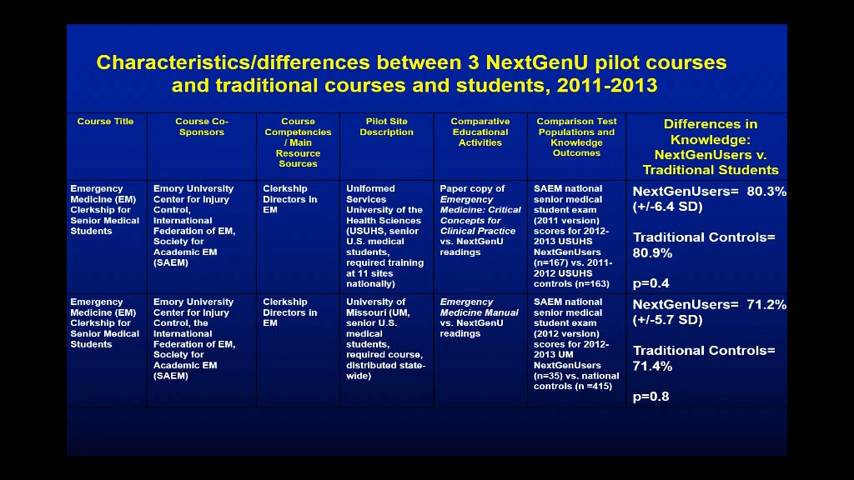 Characteristics/differences between 3 NextGenU pilot courses
and traditional courses and students, 2011-2013
Course Title
Course Co-
Sponsors
Course
Competencies
/ Main
Resource
Sources
Pilot Site
Description
Comparative
Educational
Activities
Comparison Test
Populations and
Knowledge
Outcomes
Differences in
Knowledge:
NextGenUsers v.
Traditional Students
Emergency
Medicine (EM)
Clerkship for
Senior Medical
Students
Emory University
Center for Injury
Control,
International
Federation of EM,
Society for
Academic EM
(SAEM)
Clerkship
Directors in
EM
Uniformed
Services
University of the
Health Sciences
(USUHS, senior
U.S. medical
students,
required training
at 11 sites
nationally)
Paper copy of
Emergency
Medicine: Critical
Concepts for
Clinical Practice
vs. NextGenU
readings
SAEM national
senior medical
student exam
(2011 version)
scores for 2012-
2013 USUHS
NextGenUsers
(n=167) vs. 2011-
2012 USUHS
controls (n=163)
NextGenUsers= 80.3%
(+/-6.4 SD)
Traditional Controls=
80.9%
p=0.4
Emergency
Medicine (EM)
Clerkship for
Senior Medical
Students
Emory University
Center for Injury
Control, the
International
Federation of EM,
Society for
Academic EM
(SAEM)
Clerkship
Directors in
EM
University of
Missouri (UM,
senior U.S.
medical
students,
required course,
distributed state-
wide)
Emergency
Medicine Manual
vs. NextGenU
readings
SAEM national
senior medical
student exam
(2012 version)
scores for 2012-
2013 UM
NextGenUsers
(n=35) vs. national
controls (n =415)
NextGenUsers= 71.2%
(+/-5.7 SD)
Traditional Controls=
71.4%
p=0.8